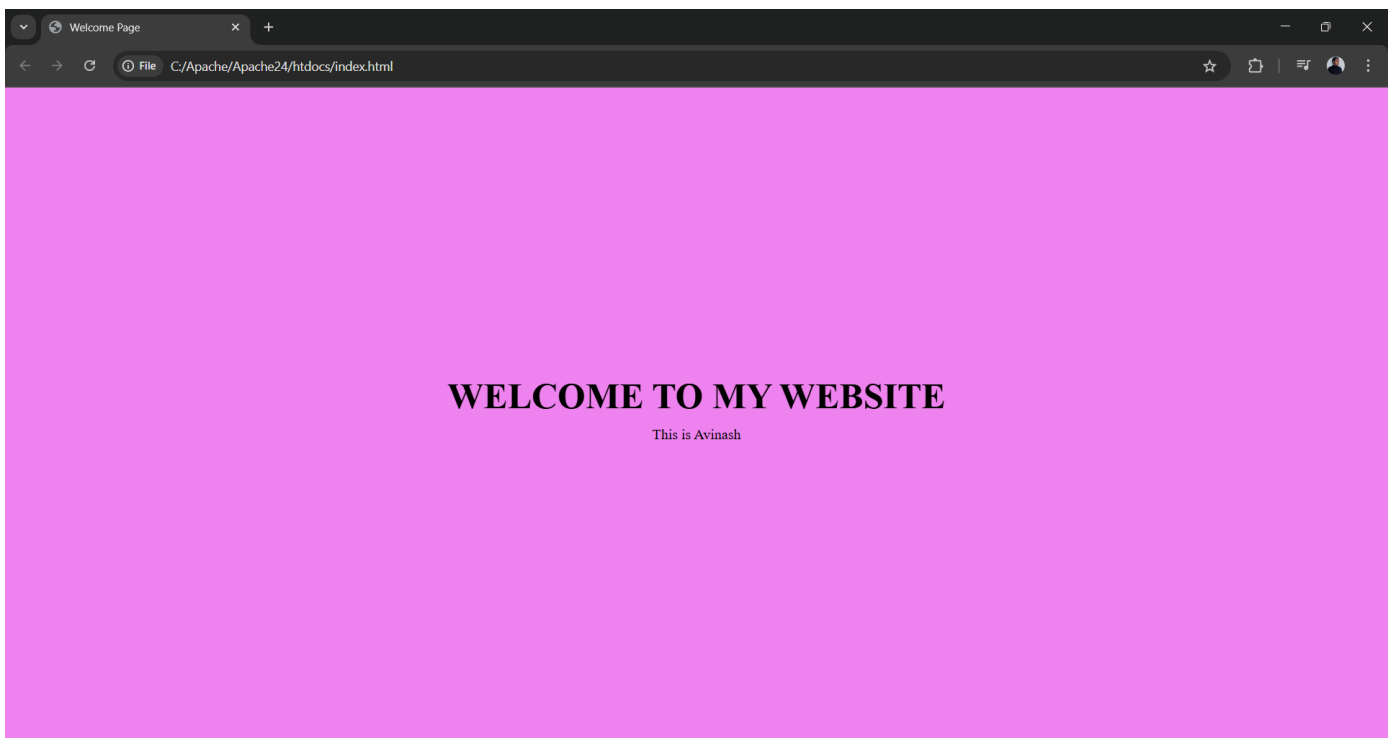 Welcome Page
File C:/Apache/Apache24/htdocs/index.html
WELCOME TO MY WEBSITE
This is Avinash